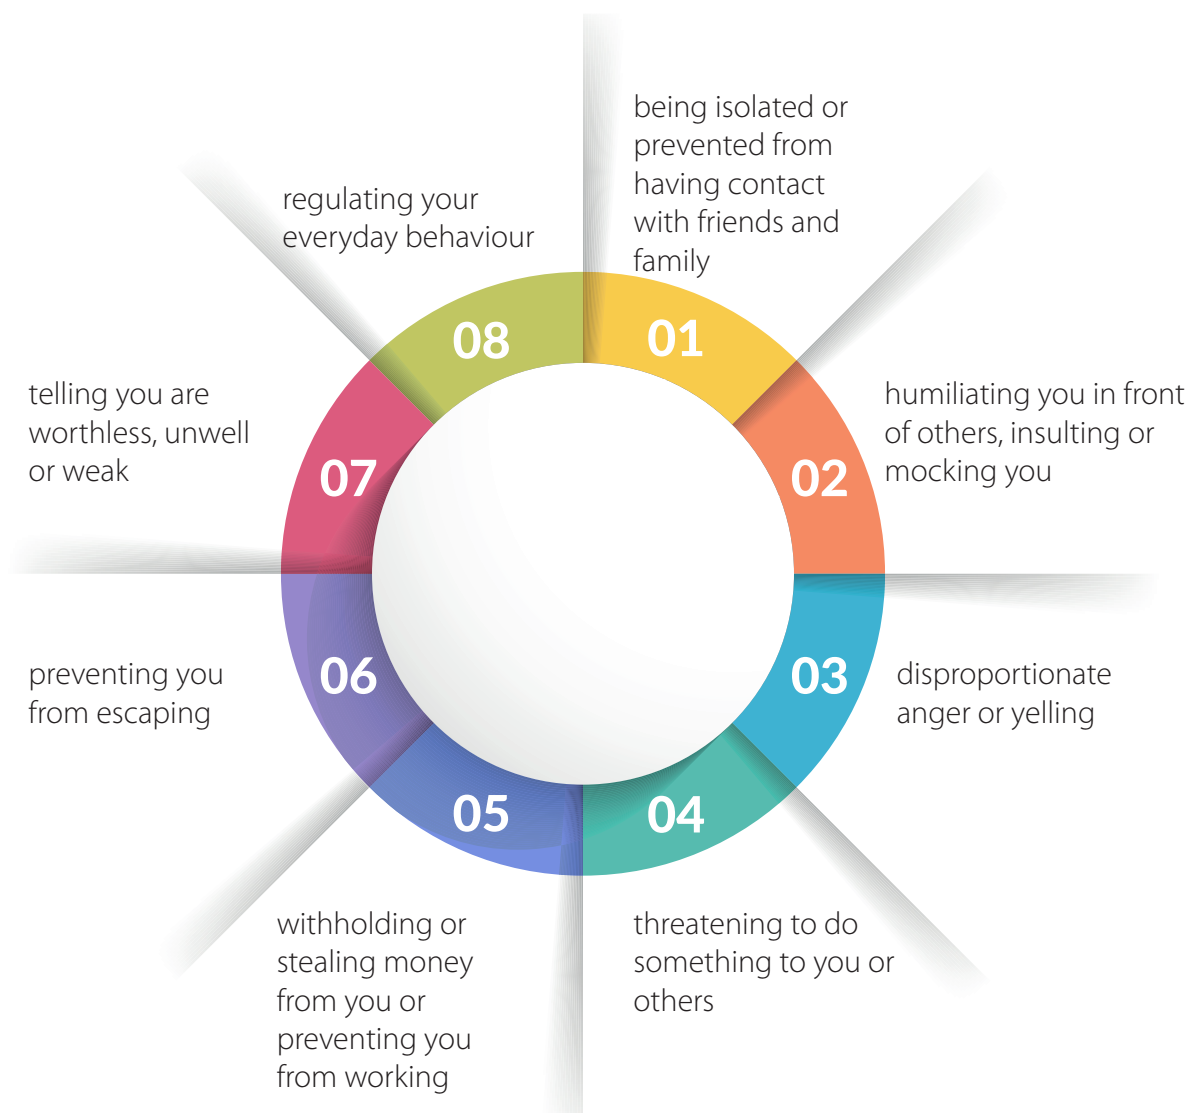 being isolated or
prevented from
having contact
with friends and
family
01
humiliating you in front
of others, insulting or
mocking you
02
disproportionate
anger or yelling
03
threatening to do
something to you or
others
04
withholding or
stealing money
from you or
preventing you
from working
05
preventing you
from escaping
06
telling you are
worthless, unwell
or weak
07
regulating your
everyday behaviour
08